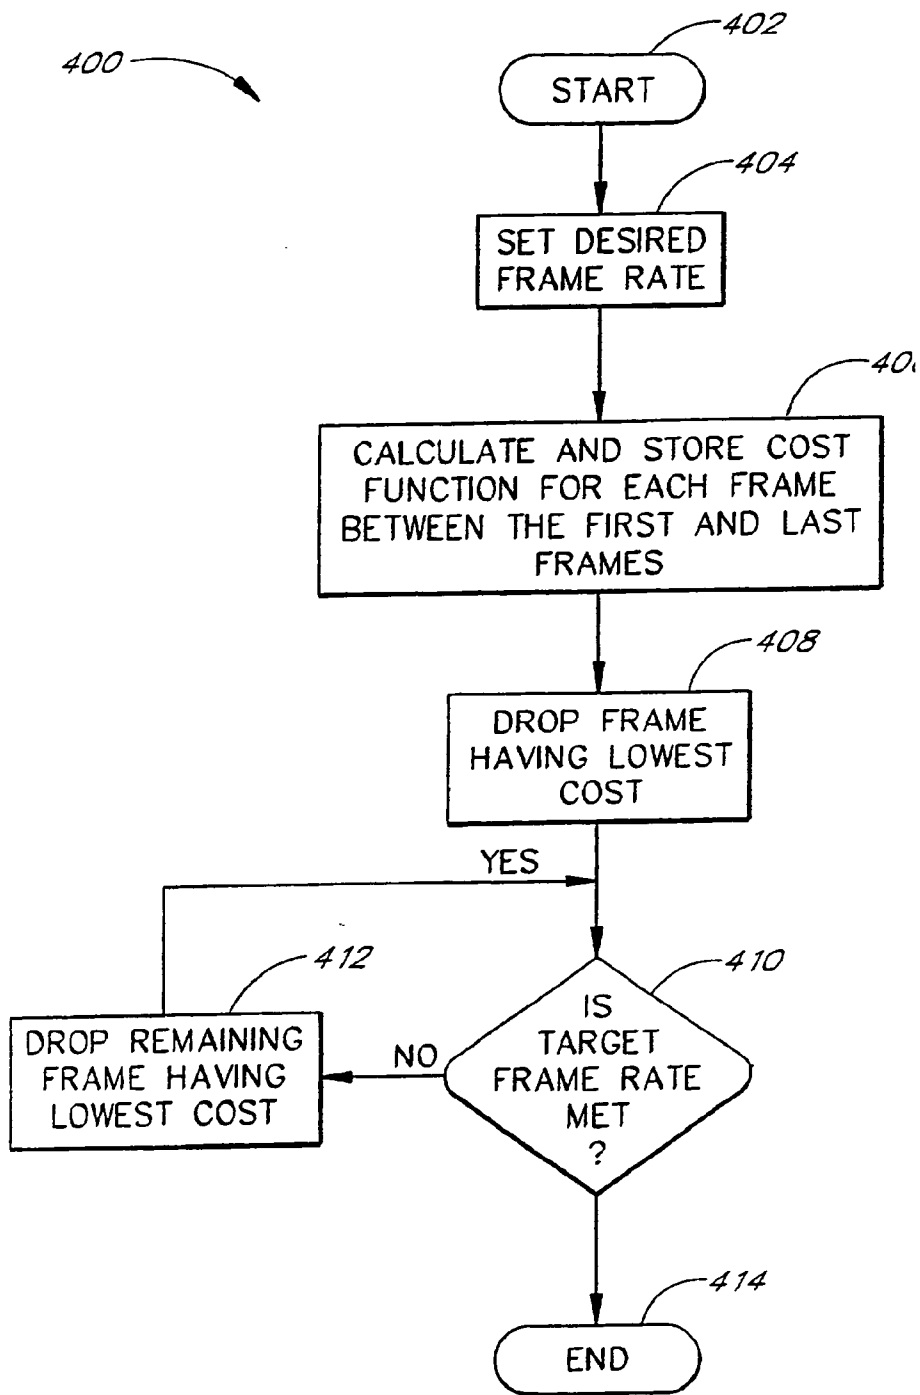 402
400
START
404
SET DESIRED
FRAME RATE
CALCULATE AND STORE COST
FUNCTION FOR EACH FRAME
BETWEEN THE FIRST AND LAST
FRAMES
408
DROP FRAME
HAVING LOWEST
COST
YES
412
410
DROP REMAINING
FRAME HAVING
LOWEST COST
NO
IS
TARGET
FRAME RATE
MET
?
414
END